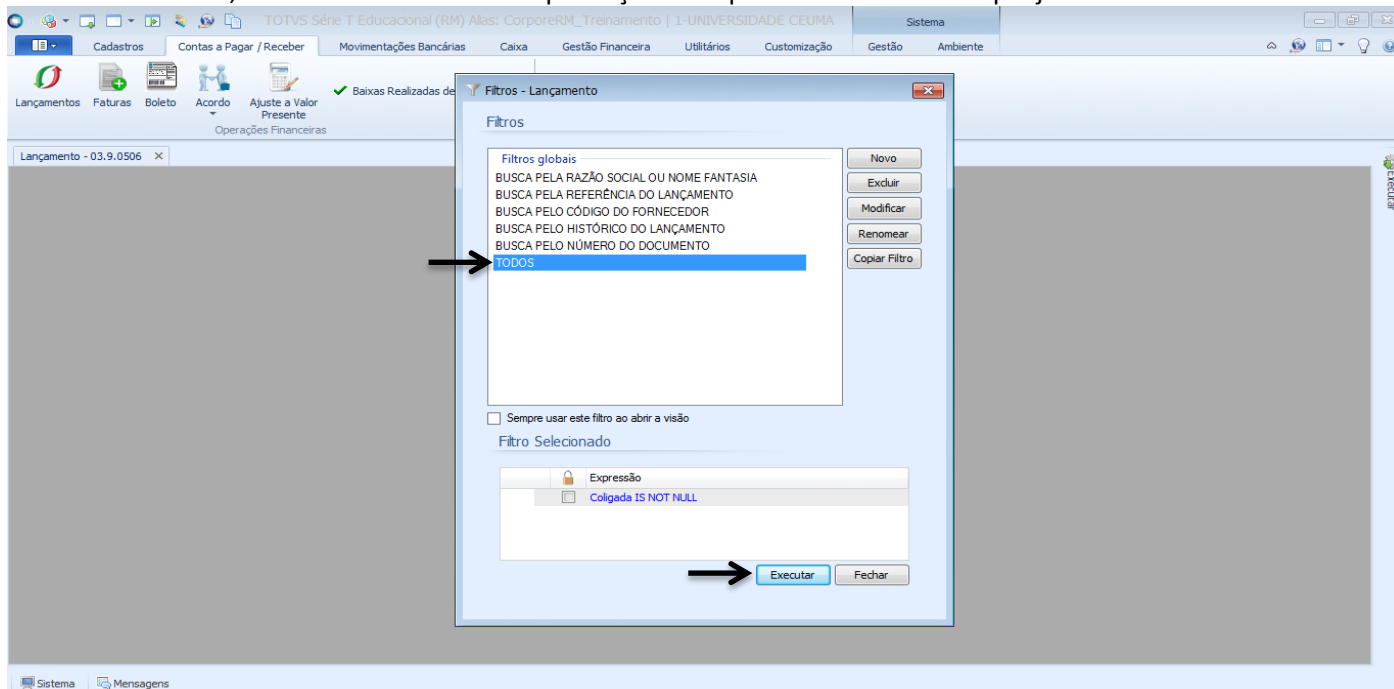 TOTVS Série T Educacional (RM) Alias: CorporeRM_Treinamento | 1-UNIVERSIDADE CEUMA
Sistema
Cadastros Contas a Pagar / Receber Movimentações Bancárias Caixa Gestão Financeira Utilitários Customização Gestão Ambiente
Lançamentos Faturas Boleto Acordo Ajuste a Valor
Presente
Baixas Realizadas de
Operações Financeiras
Lançamento - 03.9.0506
Executar
Filtros - Lançamento
Filtros
Filtros globais
BUSCA PELA RAZÃO SOCIAL OU NOME FANTASIA
BUSCA PELA REFERÊNCIA DO LANÇAMENTO
BUSCA PELO CÓDIGO DO FORNECEDOR
BUSCA PELO HISTÓRICO DO LANÇAMENTO
BUSCA PELO NÚMERO DO DOCUMENTO
TODOS
Novo
Excluir
Modificar
Renomear
Copiar Filtro
Sempre usar este filtro ao abrir a visão
Filtro Selecionado
Expressão
Coligada IS NOT NULL
Executar Fechar
Sistema Mensagens